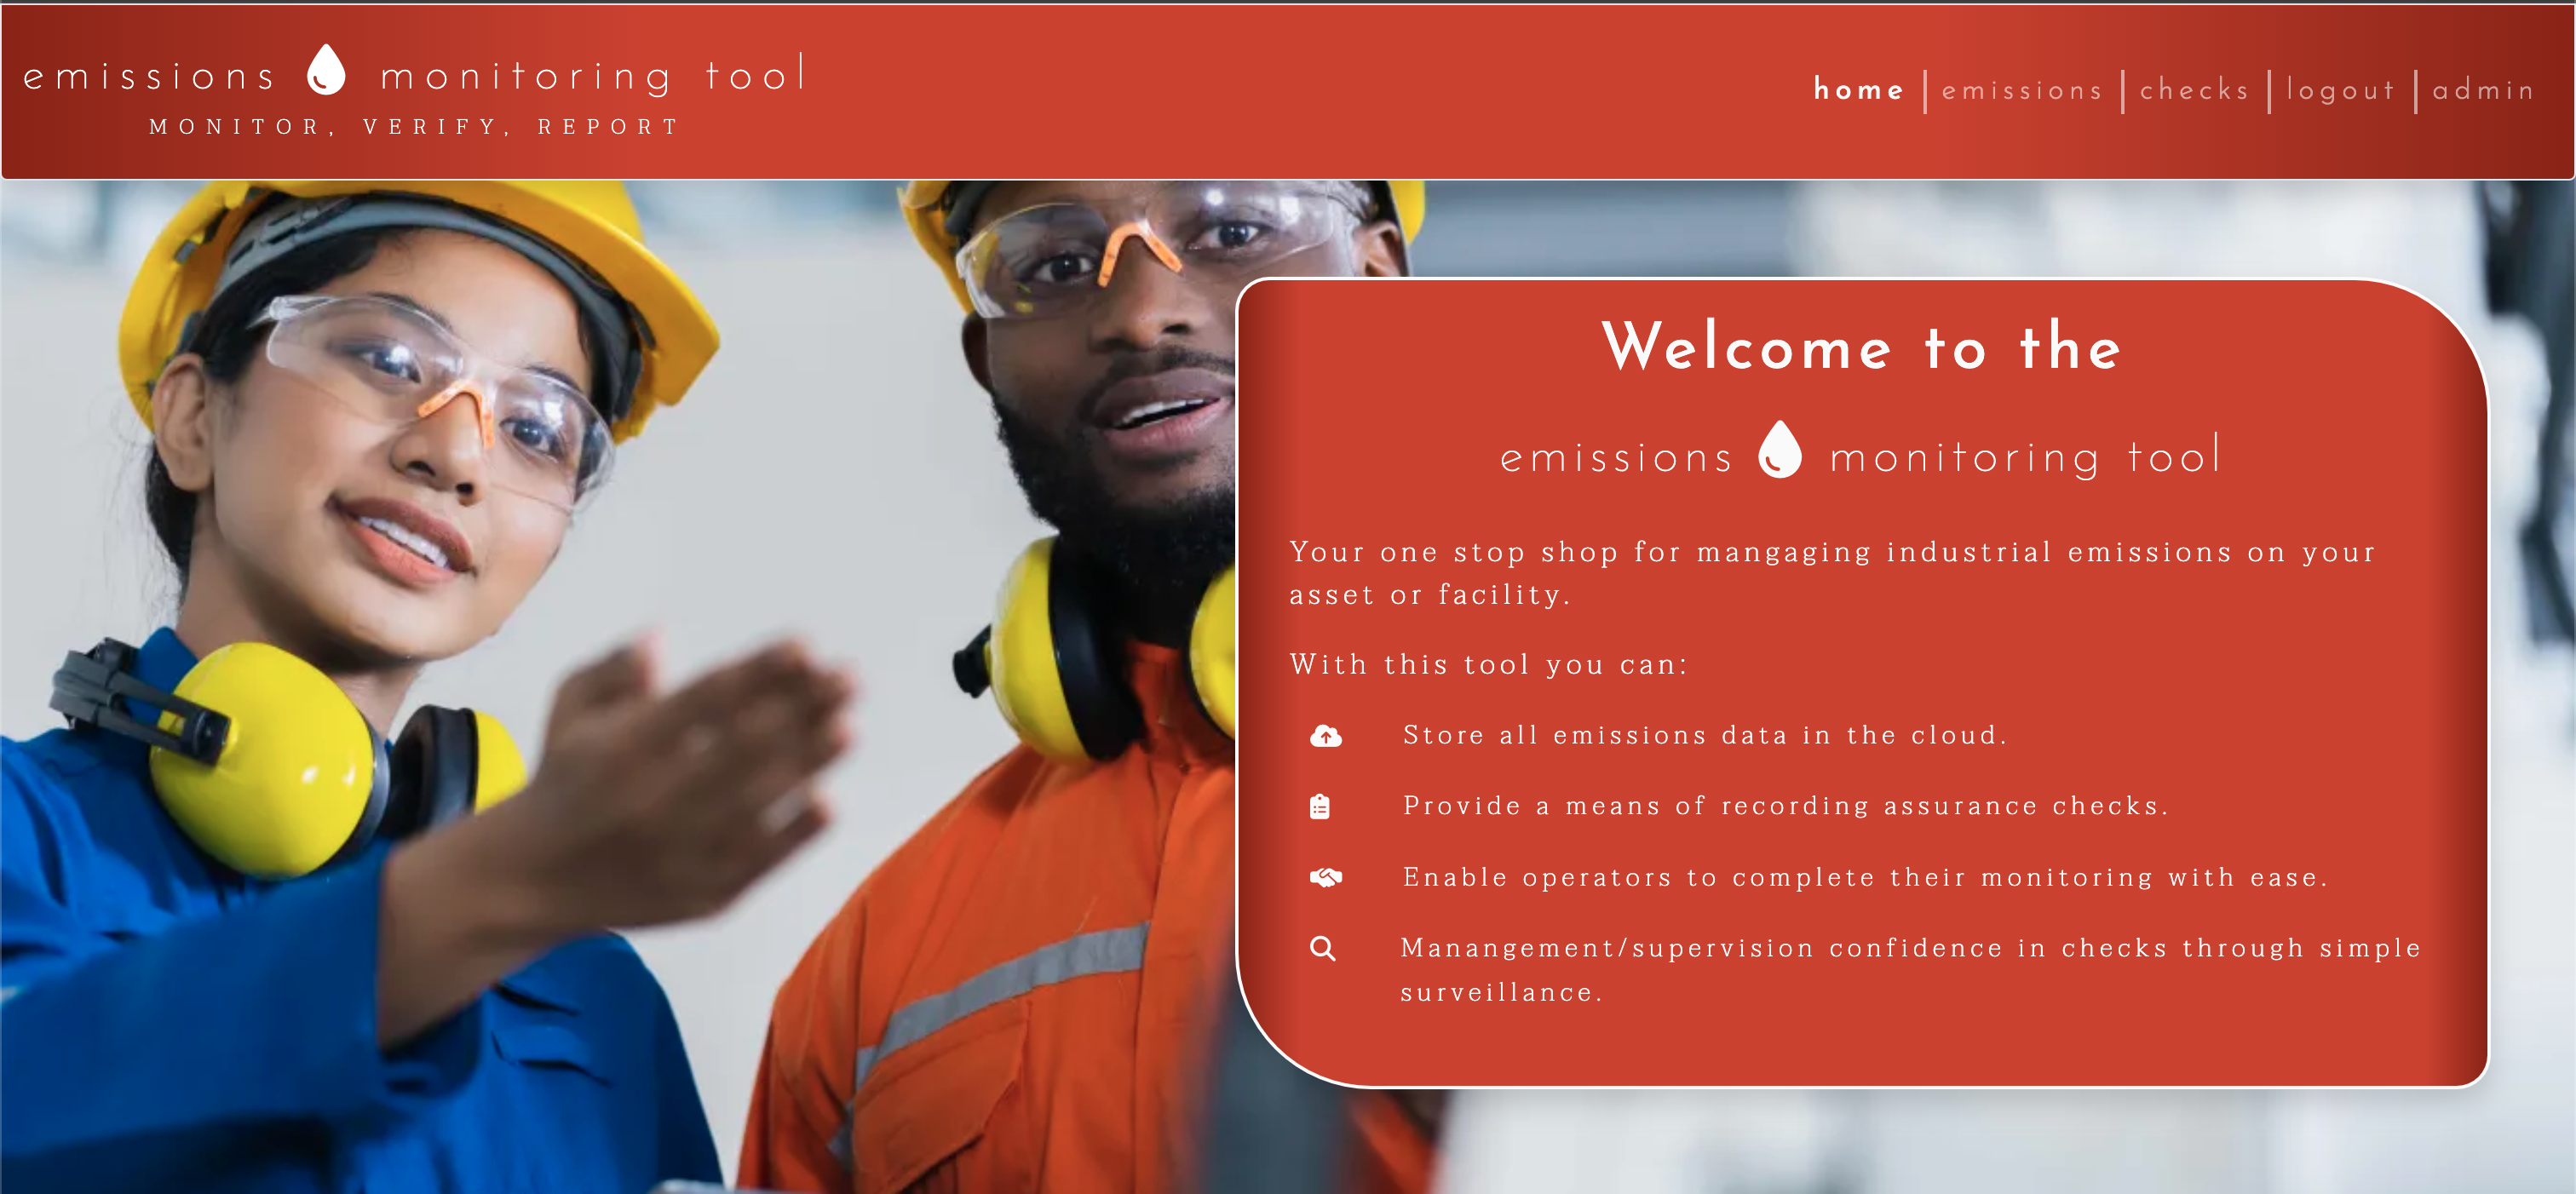 emissions monitoring tool
MONITOR, VERIFY, REPORT
home emissions checks logout admin
Welcome to the
emissions monitoring tool
Your one stop shop for mangaging industrial emissions on your
asset or facility.
With this tool you can:
Store all emissions data in the cloud.
Provide a means of recording assurance checks.
Enable operators to complete their monitoring with ease.
Manangement/supervision confidence in checks through simple
surveillance.